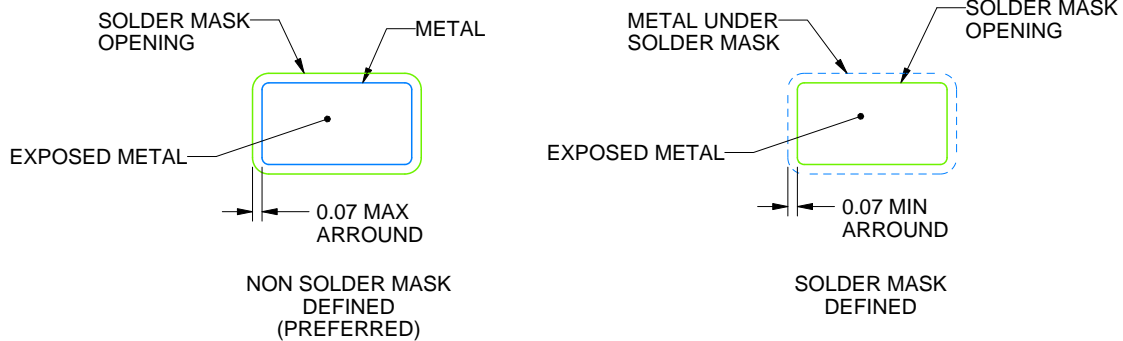 SOLDER MASK
OPENING
METAL
EXPOSED METAL
0.07 MAX
ARROUND
NON SOLDER MASK
DEFINED
(PREFERRED)
METAL UNDER
SOLDER MASK
SOLDER MASK
OPENING
EXPOSED METAL
0.07 MIN
ARROUND
SOLDER MASK
DEFINED